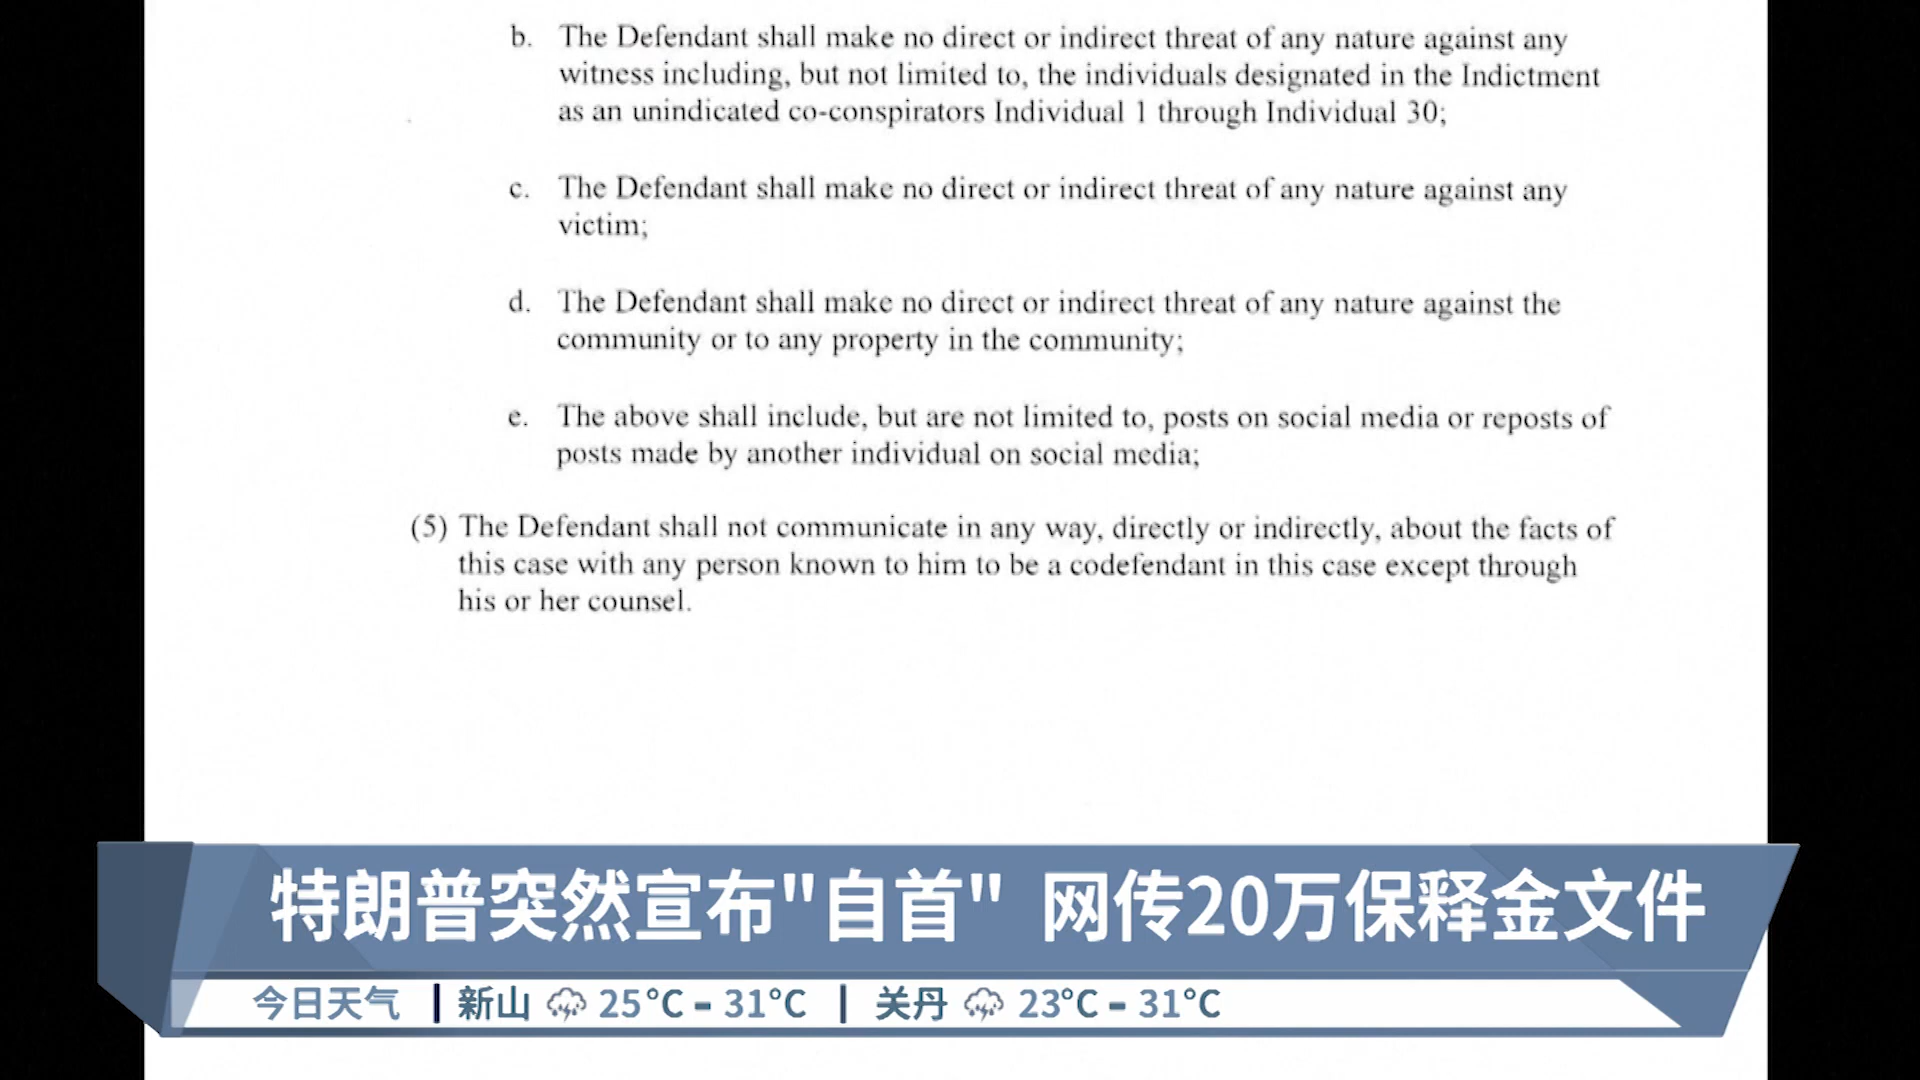 b. The Defendant shall make no direct or indirect threat of any nature against any
witness including, but not limited to, the individuals designated in the Indictment
as an unindicated co-conspirators Individual 1 through Individual 30;
c. The Defendant shall make no direct or indirect threat of any nature against any
victim;
d. The Defendant shall make no direct or indirect threat of any nature against the
community or to any property in the community;
e. The above shall include, but are not limited to, posts on social media or reposts of
posts made by another individual on social media;
(5) The Defendant shall not communicate in any way, directly or indirectly, about the facts of
this case with any person known to him to be a codefendant in this case except through
his or her counsel.
特朗普突然宣布"自首" 网传20万保释金文件
今日天气 | 新山 25°C - 31°C | 关丹 23°C - 31°C